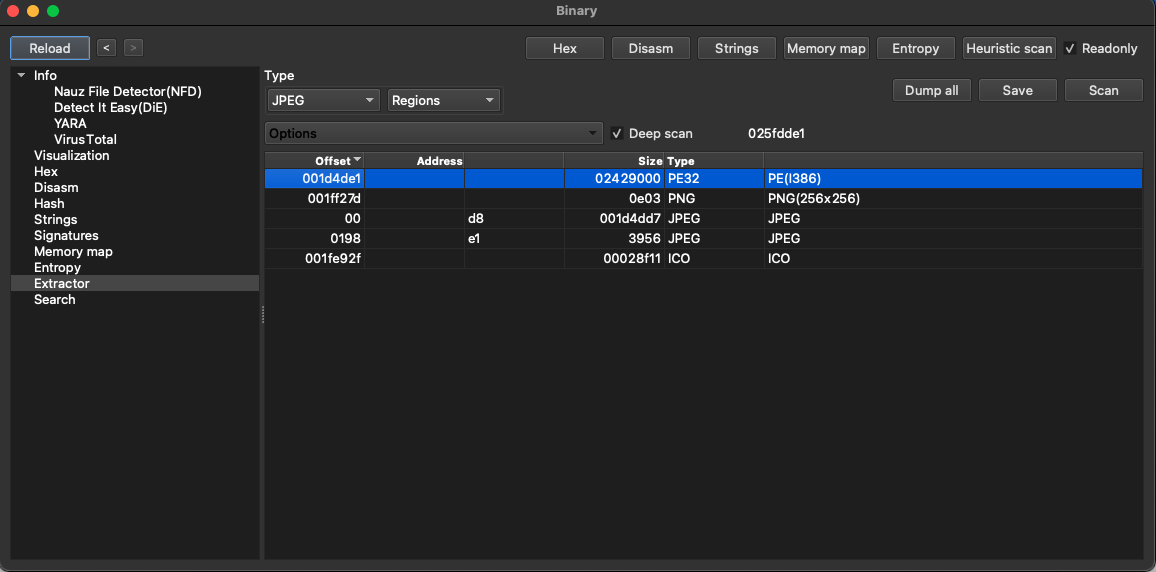 Binary
Reload < > Hex Disasm Strings Memory map Entropy Heuristic scan Readonly
Info
Nauz File Detector(NFD)
Detect It Easy(DiE)
YARA
VirusTotal
Visualization
Hex
Disasm
Hash
Strings
Signatures
Memory map
Entropy
Extractor
Search
Type
JPEG Regions Dump all Save Scan
Options Deep scan 025fdde1
Offset Address Size Type
001d4de1 02429000 PE32 PE(I386)
001ff27d 0e03 PNG PNG(256x256)
00 d8 001d4dd7 JPEG JPEG
0198 e1 3956 JPEG JPEG
001fe92f 00028f11 ICO ICO